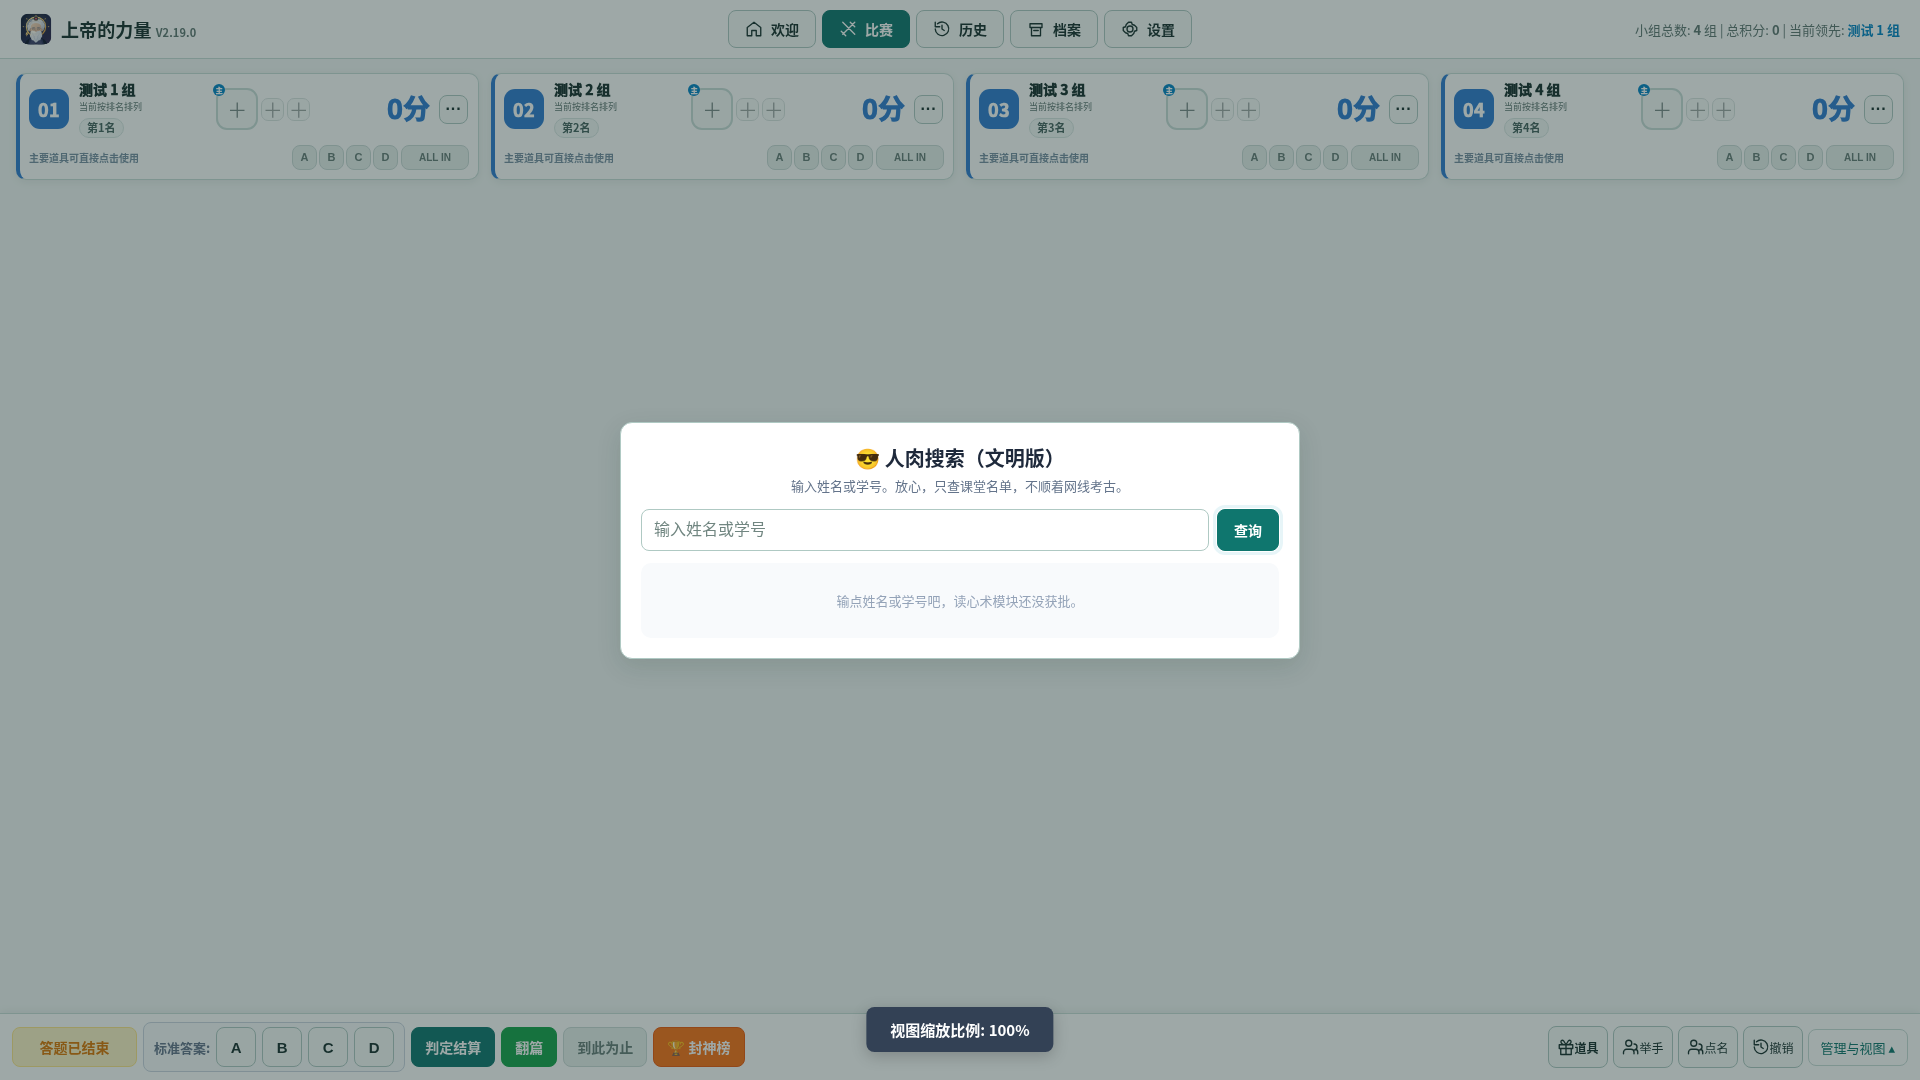 上帝的力量 V2.19.0
欢迎
比赛
历史
档案
设置
小组总数: 4 组 | 总积分: 0 | 当前领先: 测试 1 组
01
测试 1 组
当前按排名排列
第1名
主
0分
主要道具可直接点击使用
A B C D ALL IN
02
测试 2 组
当前按排名排列
第2名
主
0分
主要道具可直接点击使用
A B C D ALL IN
03
测试 3 组
当前按排名排列
第3名
主
0分
主要道具可直接点击使用
A B C D ALL IN
04
测试 4 组
当前按排名排列
第4名
主
0分
主要道具可直接点击使用
A B C D ALL IN
😎 人肉搜索（文明版）
输入姓名或学号。放心，只查课堂名单，不顺着网线考古。
输入姓名或学号
查询
输点姓名或学号吧，读心术模块还没获批。
视图缩放比例: 100%
答题已结束
标准答案: A B C D
判定结算
翻篇
到此为止
🏆 封神榜
道具
举手
点名
撤销
管理与视图 ▴